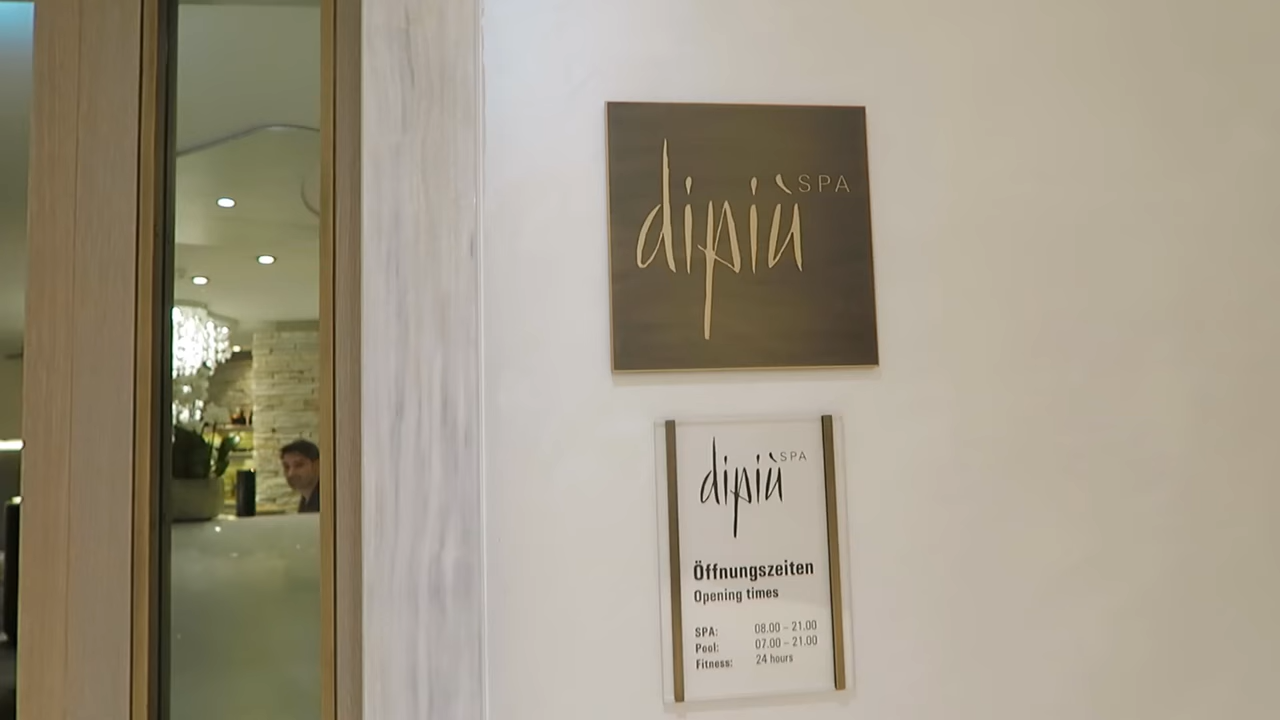 dipiù SPA
dipiù SPA
Öffnungszeiten
Opening times
SPA: 08.00 – 21.00
Pool: 07.00 – 21.00
Fitness: 24 hours